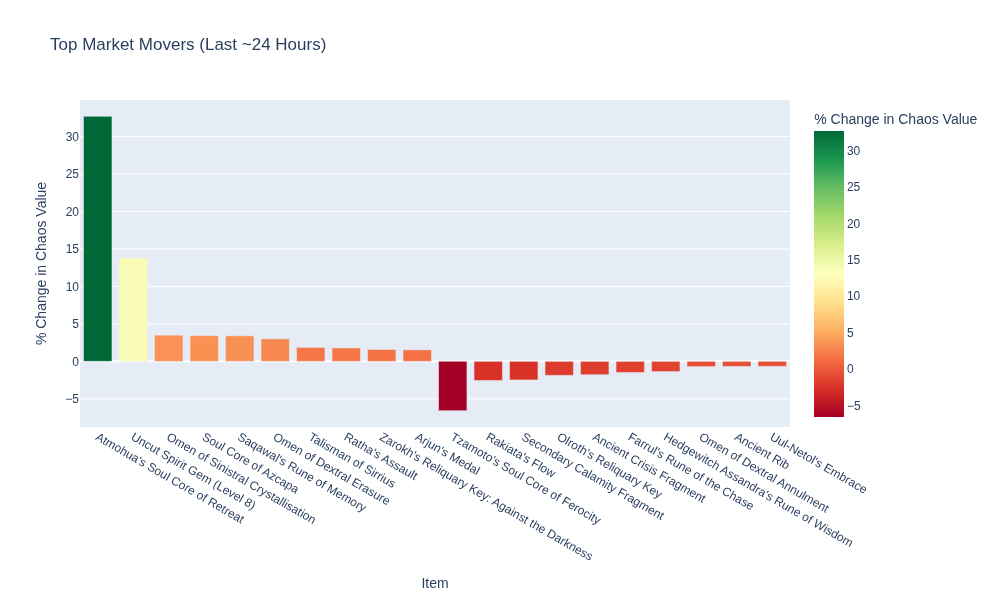 Top Market Movers (Last ~24 Hours)
% Change in Chaos Value
30
25
20
15
10
5
0
−5
Atmohua's Soul Core of Retreat
Uncut Spirit Gem (Level 8)
Omen of Sinistral Crystallisation
Soul Core of Azcapa
Saqawal's Rune of Memory
Omen of Dextral Erasure
Talisman of Sirrius
Ratha's Assault
Zarokh's Reliquary Key: Against the Darkness
Arjun's Medal
Tzamoto's Soul Core of Ferocity
Rakiata's Flow
Secondary Calamity Fragment
Olroth's Reliquary Key
Ancient Crisis Fragment
Farrul's Rune of the Chase
Hedgewitch Assandra's Rune of Wisdom
Omen of Dextral Annulment
Ancient Rib
Uul-Netol's Embrace
Item
% Change in Chaos Value
30
25
20
15
10
5
0
−5